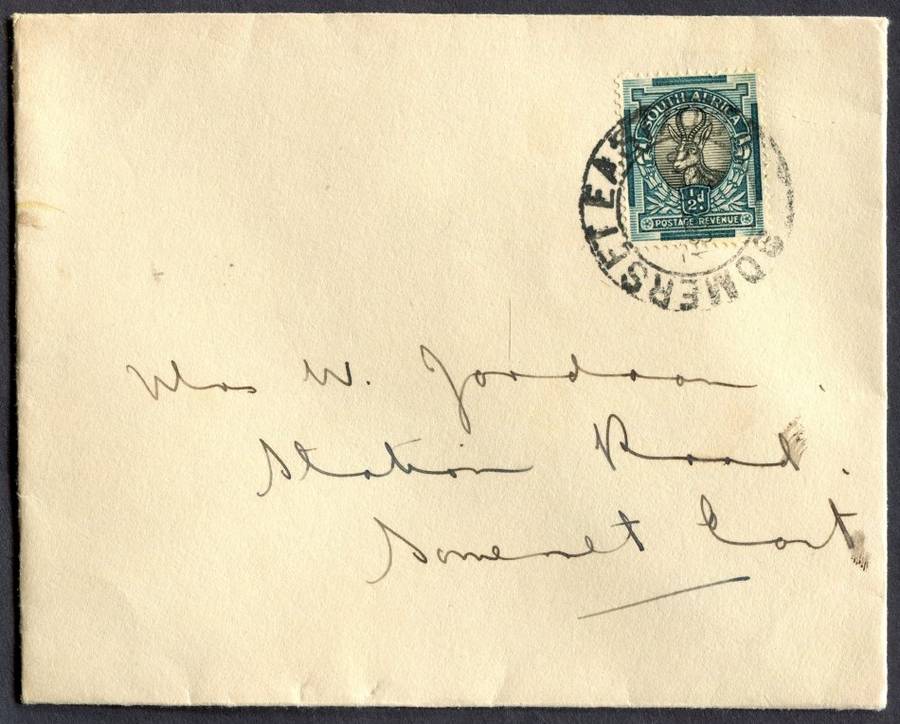 SOUTH AFRICA
½d
POSTAGE REVENUE
SOMERSET EAST
Mrs W. Jordaan
Station Road.
Somerset East